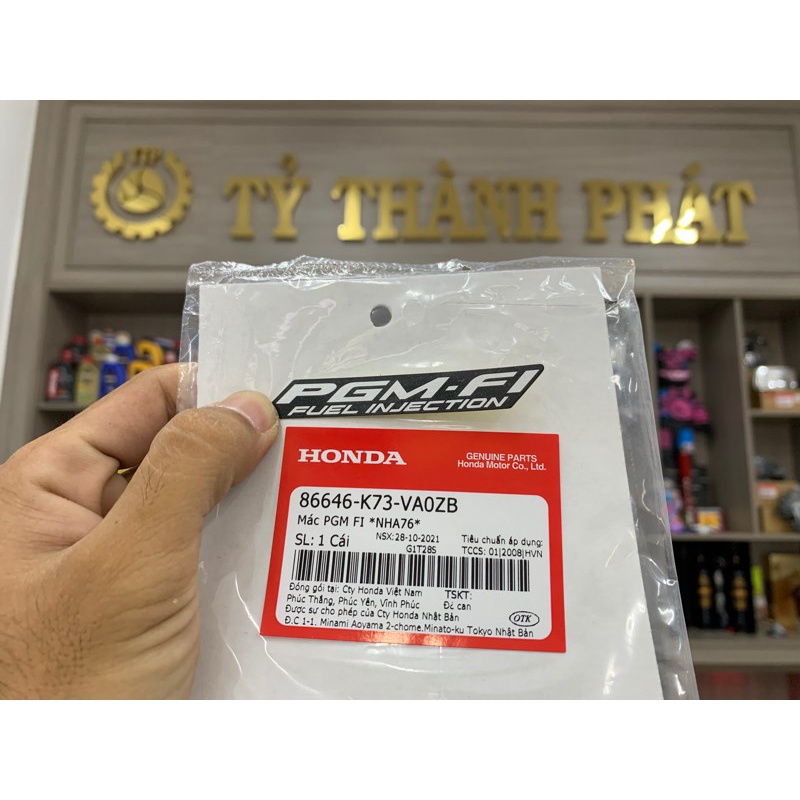 TTP
TỶ THÀNH PHÁT
PGM-FI
FUEL INJECTION
HONDA
GENUINE PARTS
Honda Motor Co., Ltd.
86646-K73-VA0ZB
Mác PGM FI *NHA76*
SL: 1 Cái
NSX:28-10-2021
G1T28S
Tiêu chuẩn áp dụng:
TCCS: 01|2008|HVN
Đóng gói tại: Cty Honda Việt Nam
Phúc Thắng, Phúc Yên, Vĩnh Phúc
Được sự cho phép của Cty Honda Nhật Bản
Đ.C 1-1. Minami Aoyama 2-chome.Minato-ku Tokyo Nhật Bản
TSKT:
Đề can
OTK